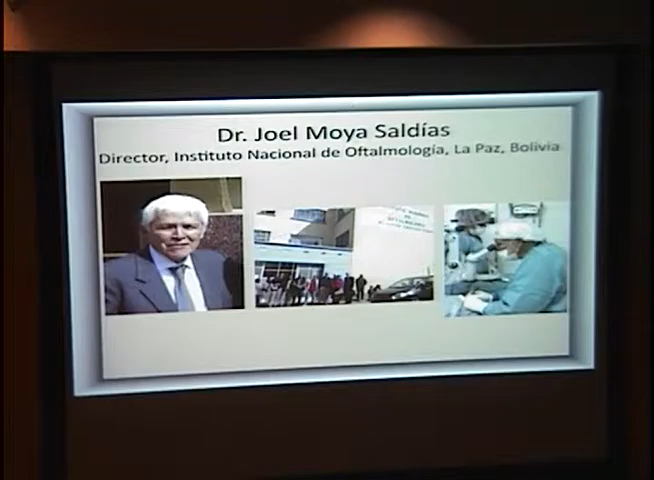 Dr. Joel Moya Saldías
Director, Instituto Nacional de Oftalmología, La Paz, Bolivia